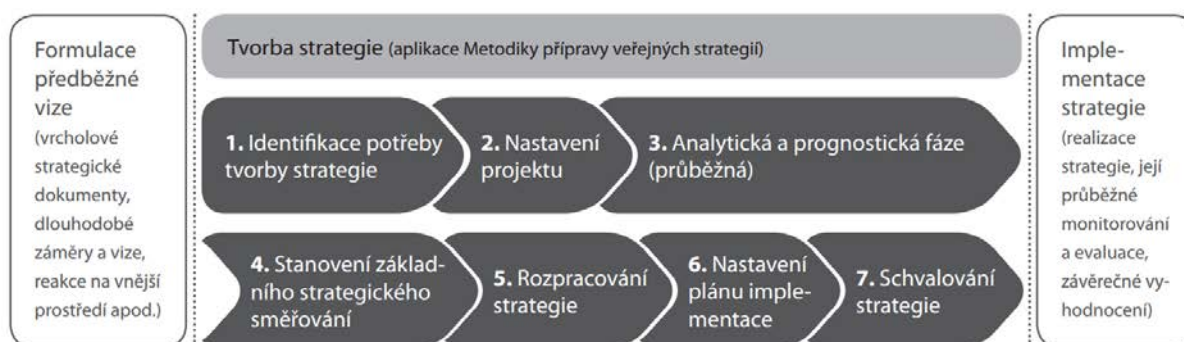 Formulace
předběžné
vize
(vrcholové
strategické
dokumenty,
dlouhodobé
záměry a vize,
reakce na vnější
prostředí apod.)
Tvorba strategie (aplikace Metodiky přípravy veřejných strategií)
1. Identifikace potřeby
tvorby strategie
2. Nastavení
projektu
3. Analytická a prognostická fáze
(průběžná)
4. Stanovení základ-
ního strategického
směřování
5. Rozpracování
strategie
6. Nastavení
plánu imple-
mentace
7. Schvalování
strategie
Imple-
mentace
strategie
(realizace
strategie, její
průběžné
monitorování
a evaluace,
závěrečné vy-
hodnocení)